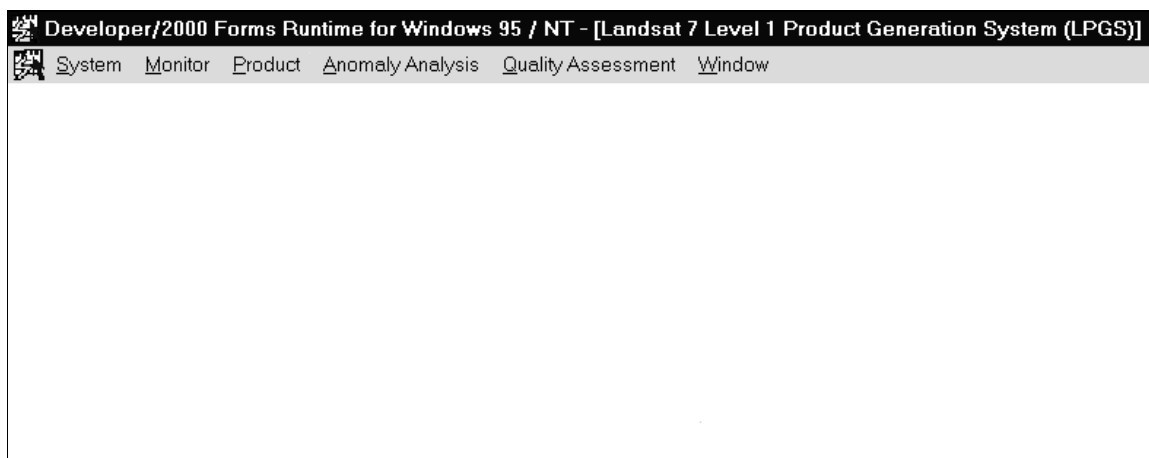 Developer/2000 Forms Runtime for Windows 95 / NT - [Landsat 7 Level 1 Product Generation System (LPGS)]
System Monitor Product Anomaly Analysis Quality Assessment Window